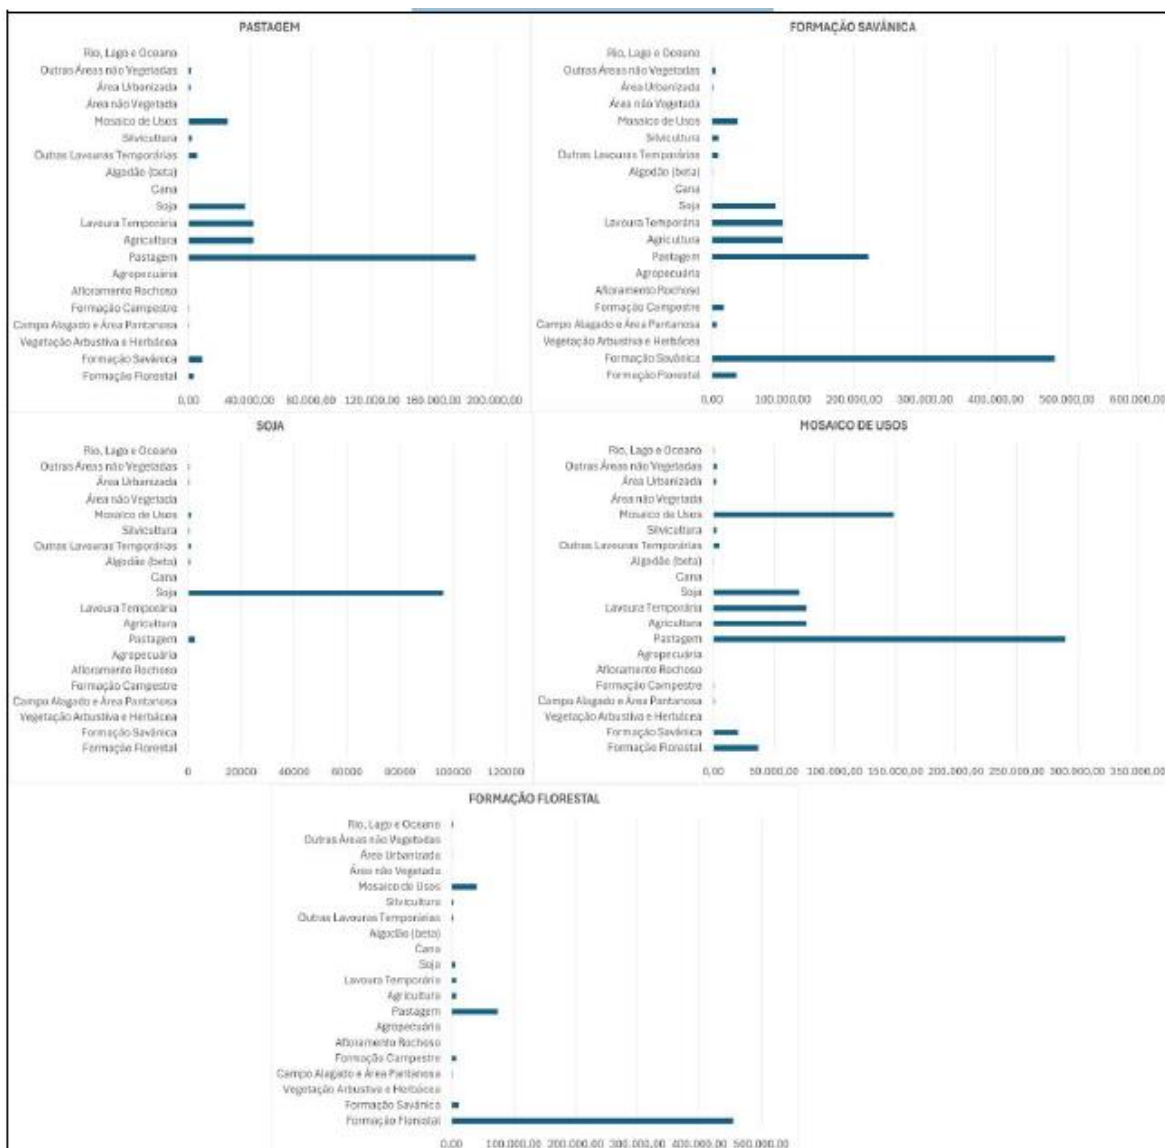 PASTAGEM
Rio, Lago e Oceano
Outras Áreas não Vegetadas
Área Urbanizada
Área não Vegetada
Mosaico de Usos
Silvicultura
Outras Lavouras Temporárias
Algodão (beta)
Cana
Soja
Lavoura Temporária
Agricultura
Pastagem
Agropecuária
Afloramento Rochoso
Formação Campestre
Campo Alagado e Área Pantanosa
Vegetação Arbustiva e Herbácea
Formação Savânica
Formação Florestal
0,00 40.000,00 80.000,00 120.000,00 160.000,00 200.000,00
FORMAÇÃO SAVÂNICA
Rio, Lago e Oceano
Outras Áreas não Vegetadas
Área Urbanizada
Área não Vegetada
Mosaico de Usos
Silvicultura
Outras Lavouras Temporárias
Algodão (beta)
Cana
Soja
Lavoura Temporária
Agricultura
Pastagem
Agropecuária
Afloramento Rochoso
Formação Campestre
Campo Alagado e Área Pantanosa
Vegetação Arbustiva e Herbácea
Formação Savânica
Formação Florestal
0,00 100.000,00 200.000,00 300.000,00 400.000,00 500.000,00 600.000,00
SOJA
Rio, Lago e Oceano
Outras Áreas não Vegetadas
Área Urbanizada
Área não Vegetada
Mosaico de Usos
Silvicultura
Outras Lavouras Temporárias
Algodão (beta)
Cana
Soja
Lavoura Temporária
Agricultura
Pastagem
Agropecuária
Afloramento Rochoso
Formação Campestre
Campo Alagado e Área Pantanosa
Vegetação Arbustiva e Herbácea
Formação Savânica
Formação Florestal
0 20000 40000 60000 80000 100000 120000
MOSAICO DE USOS
Rio, Lago e Oceano
Outras Áreas não Vegetadas
Área Urbanizada
Área não Vegetada
Mosaico de Usos
Silvicultura
Outras Lavouras Temporárias
Algodão (beta)
Cana
Soja
Lavoura Temporária
Agricultura
Pastagem
Agropecuária
Afloramento Rochoso
Formação Campestre
Campo Alagado e Área Pantanosa
Vegetação Arbustiva e Herbácea
Formação Savânica
Formação Florestal
0,00 50.000,00 100.000,00 150.000,00 200.000,00 250.000,00 300.000,00 350.000,00
FORMAÇÃO FLORESTAL
Rio, Lago e Oceano
Outras Áreas não Vegetadas
Área Urbanizada
Área não Vegetada
Mosaico de Usos
Silvicultura
Outras Lavouras Temporárias
Algodão (beta)
Cana
Soja
Lavoura Temporária
Agricultura
Pastagem
Agropecuária
Afloramento Rochoso
Formação Campestre
Campo Alagado e Área Pantanosa
Vegetação Arbustiva e Herbácea
Formação Savânica
Formação Florestal
0,00 100.000,00 200.000,00 300.000,00 400.000,00 500.000,00